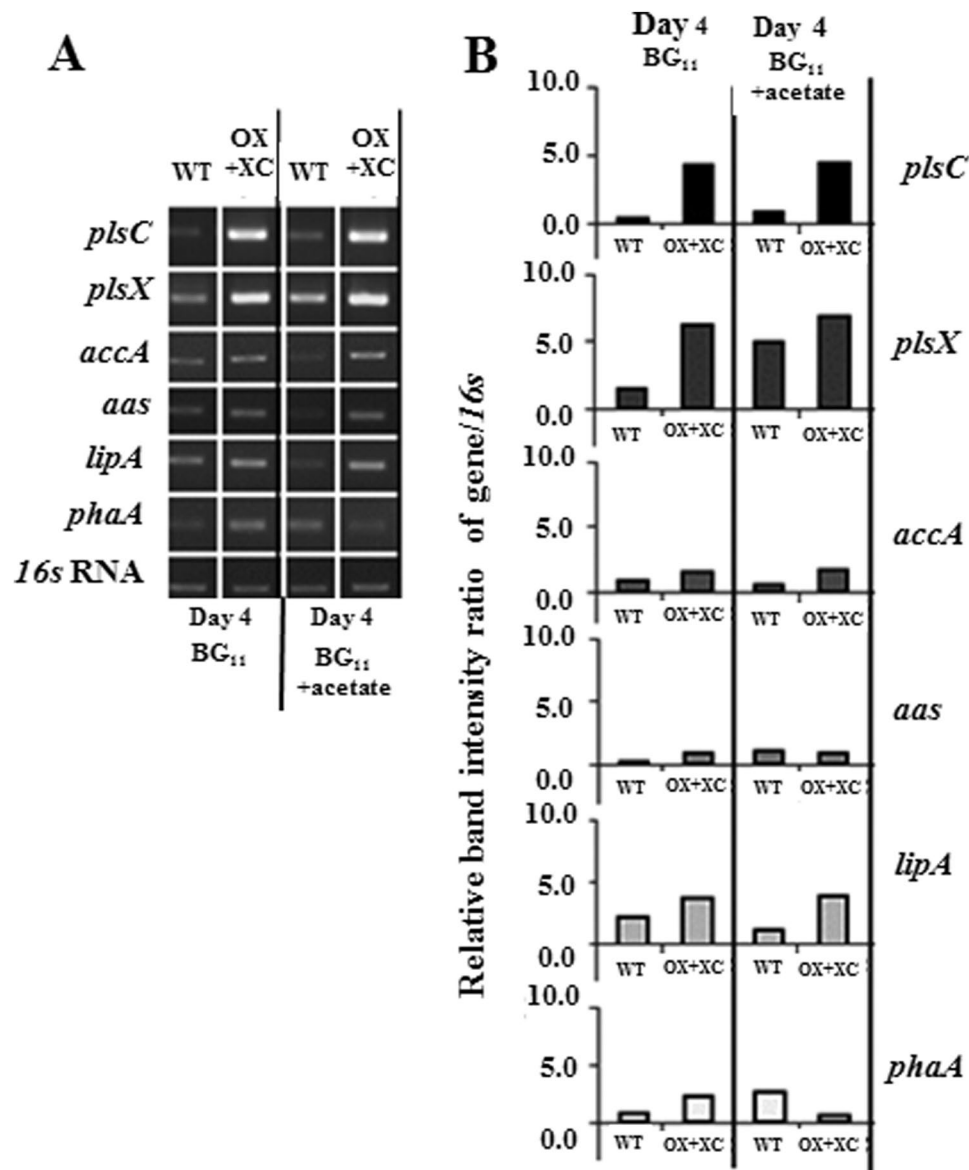 A
WT OX +XC WT OX +XC
plsC
plsX
accA
aas
lipA
phaA
16s RNA
Day 4 Day 4
BG₁₁ BG₁₁
+acetate
B
Day 4 Day 4
BG₁₁ BG₁₁
+acetate
Relative band intensity ratio of gene/16s
10.0
5.0
0.0
WT OX+XC WT OX+XC
plsC
10.0
5.0
0.0
WT OX+XC WT OX+XC
plsX
10.0
5.0
0.0
WT OX+XC WT OX+XC
accA
10.0
5.0
0.0
WT OX+XC WT OX+XC
aas
10.0
5.0
0.0
WT OX+XC WT OX+XC
lipA
10.0
5.0
0.0
WT OX+XC WT OX+XC
phaA